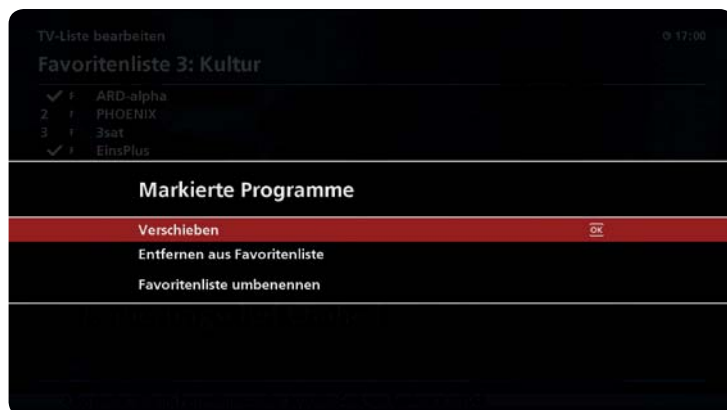 TV-Liste bearbeiten 17:00
Favoritenliste 3: Kultur
F ARD-alpha
2 F PHOENIX
3 F 3sat
F EinsPlus
Markierte Programme
Verschieben OK
Entfernen aus Favoritenliste
Favoritenliste umbenennen